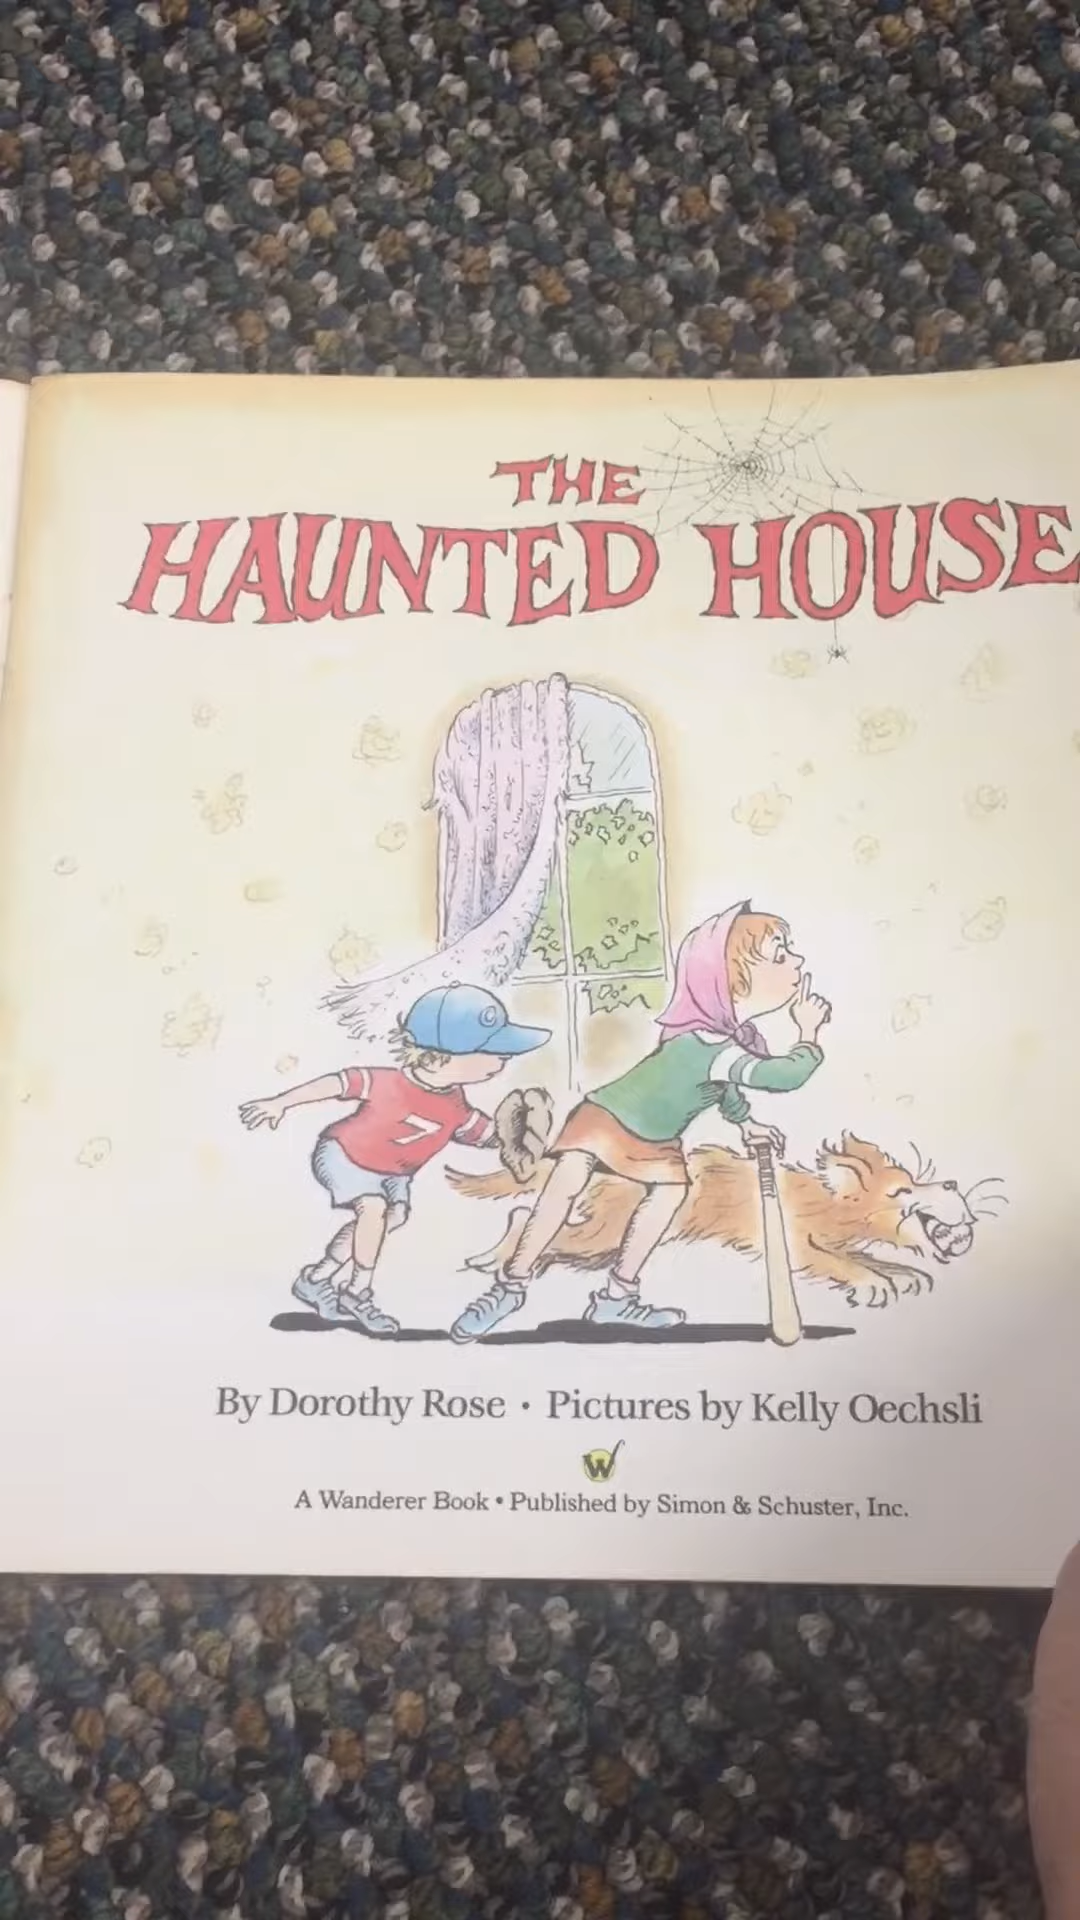 THE
HAUNTED HOUSE
C
7
By Dorothy Rose • Pictures by Kelly Oechsli
W
A Wanderer Book • Published by Simon & Schuster, Inc.